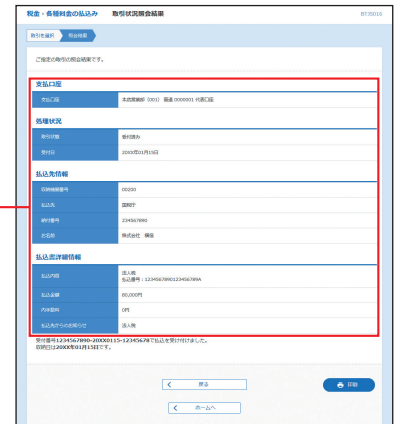 税金・各種料金の払込み 取引状況照会結果 BTJS016
取引を選択 照会結果
ご指定の取引の照会結果です。
支払口座
支払口座 本店営業部（001） 普通 0000001 代表口座
処理状況
取引状態 受付済み
受付日 20XX年01月15日
払込先情報
収納機関番号 00200
払込先 国税庁
納付番号 234567890
お名前 株式会社 横信
払込書詳細情報
払込内容 法人税
払込番号：1234567890123456789A
払込金額 80,000円
内手数料 0円
払込先からのお知らせ 法人税
受付番号1234567890-20XX0115-12345678で払込を受け付けました。
収納日は20XX年01月15日です。
戻る
印刷
ホームへ